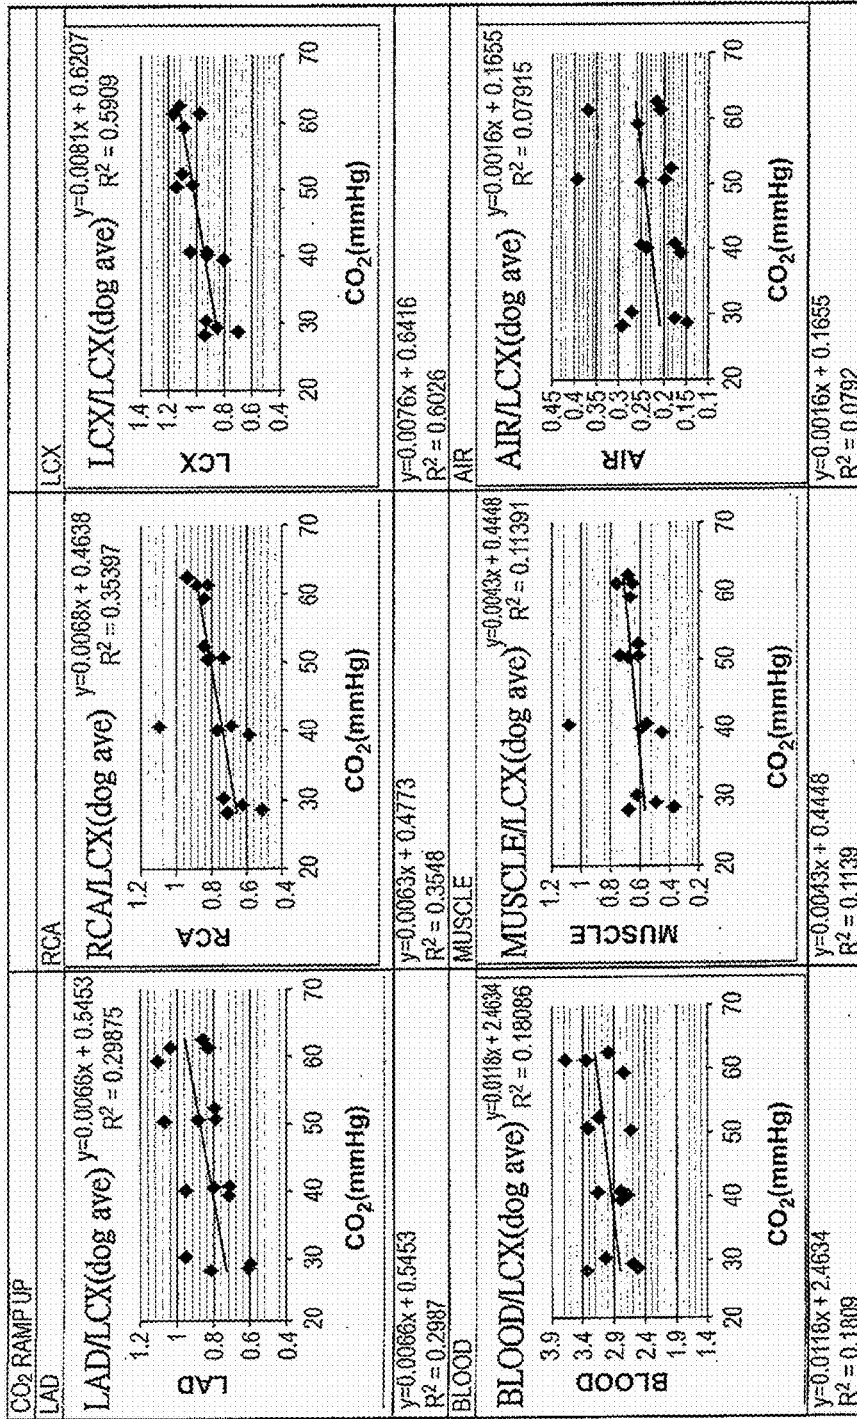 CO₂ RAMP UP
LAD
RCA
LCX
LAD/LCX(dog ave)
y=0.0066x + 0.5453
R² = 0.29875
1.2
1
0.8
0.6
0.4
LAD
20 30 40 50 60 70
CO₂(mmHg)
RCA/LCX(dog ave)
y=0.0068x + 0.4638
R² = 0.35397
1.2
1
0.8
0.6
0.4
RCA
20 30 40 50 60 70
CO₂(mmHg)
LCX/LCX(dog ave)
y=0.0081x + 0.6207
R² = 0.5909
1.4
1.2
1
0.8
0.6
0.4
LCX
20 30 40 50 60 70
CO₂(mmHg)
y=0.0066x + 0.5453
R² = 0.2987
y=0.0063x + 0.4773
R² = 0.3548
y=0.0076x + 0.6416
R² = 0.6026
BLOOD
MUSCLE
AIR
BLOOD/LCX(dog ave)
y=0.0118x + 2.4634
R² = 0.18086
3.9
3.4
2.9
2.4
1.9
1.4
BLOOD
20 30 40 50 60 70
CO₂(mmHg)
MUSCLE/LCX(dog ave)
y=0.0043x + 0.4448
R² = 0.11391
1.2
1
0.8
0.6
0.4
0.2
MUSCLE
20 30 40 50 60 70
CO₂(mmHg)
AIR/LCX(dog ave)
y=0.0016x + 0.1655
R² = 0.07915
0.45
0.4
0.35
0.3
0.25
0.2
0.15
0.1
AIR
20 30 40 50 60 70
CO₂(mmHg)
y=0.0118x + 2.4634
R² = 0.1809
y=0.0043x + 0.4448
R² = 0.1139
y=0.0016x + 0.1655
R² = 0.0792